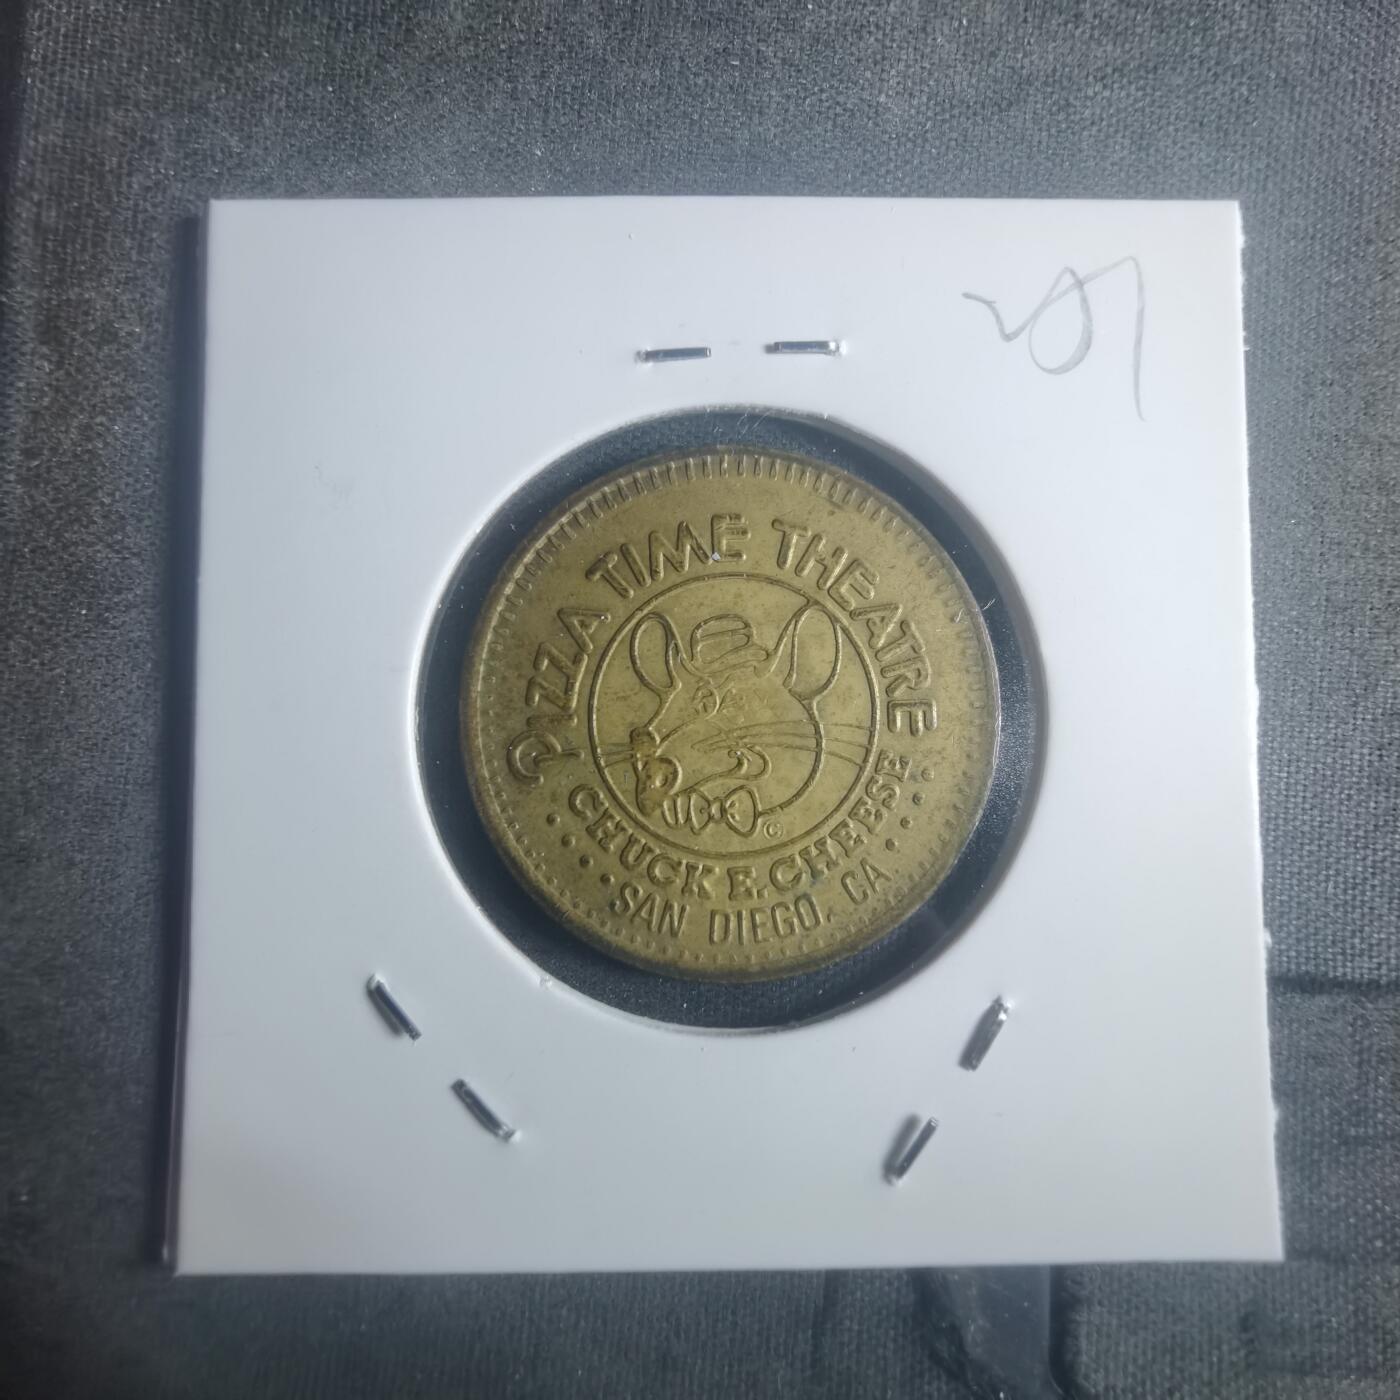 PIZZA TIME THEATRE
©
CHUCK E. CHEESE
SAN DIEGO, CA.